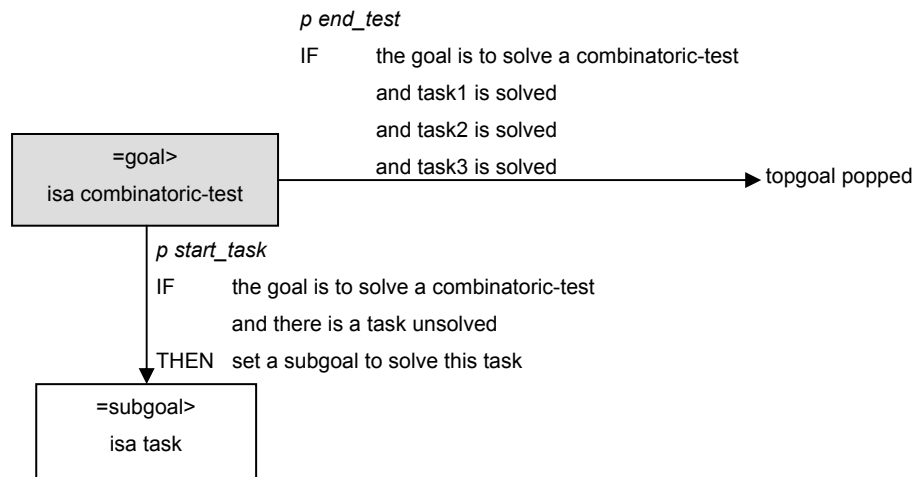 p end_test
IF the goal is to solve a combinatoric-test
and task1 is solved
and task2 is solved
and task3 is solved
=goal>
isa combinatoric-test
topgoal popped
p start_task
IF the goal is to solve a combinatoric-test
and there is a task unsolved
THEN set a subgoal to solve this task
=subgoal>
isa task